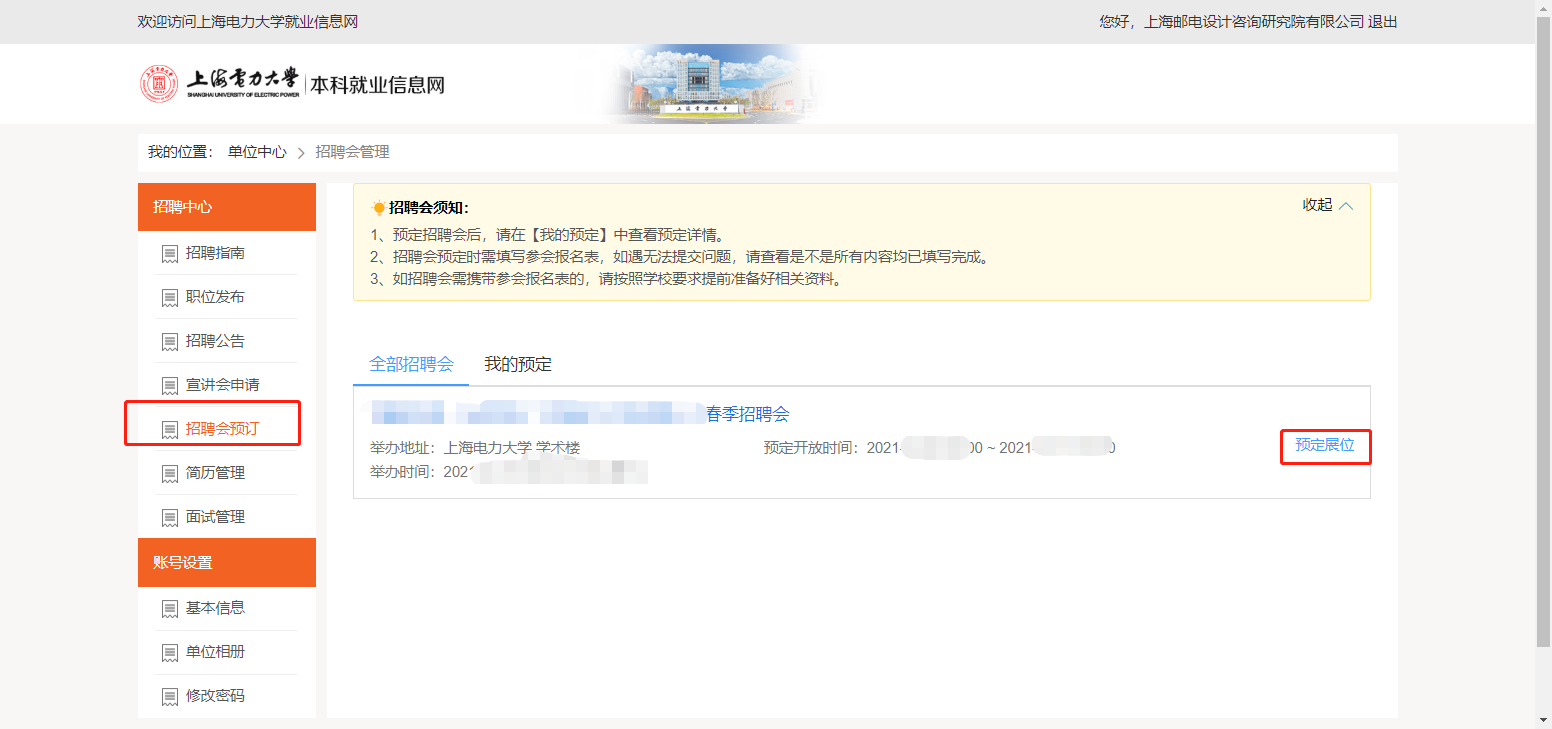 欢迎访问上海电力大学就业信息网
您好，上海邮电设计咨询研究院有限公司 退出
上海电力大学
SHANGHAI UNIVERSITY OF ELECTRIC POWER
本科就业信息网
上海电力大学
我的位置： 单位中心 > 招聘会管理
招聘中心
招聘指南
职位发布
招聘公告
宣讲会申请
招聘会预订
简历管理
面试管理
账号设置
基本信息
单位相册
修改密码
招聘会须知：
收起
1、预定招聘会后，请在【我的预定】中查看预定详情。
2、招聘会预定时需填写参会报名表，如遇无法提交问题，请查看是不是所有内容均已填写完成。
3、如招聘会需携带参会报名表的，请按照学校要求提前准备好相关资料。
全部招聘会 我的预定
春季招聘会
举办地址：上海电力大学 学术楼
预定开放时间：2021-00 ~ 2021-0
举办时间：2021
预定展位